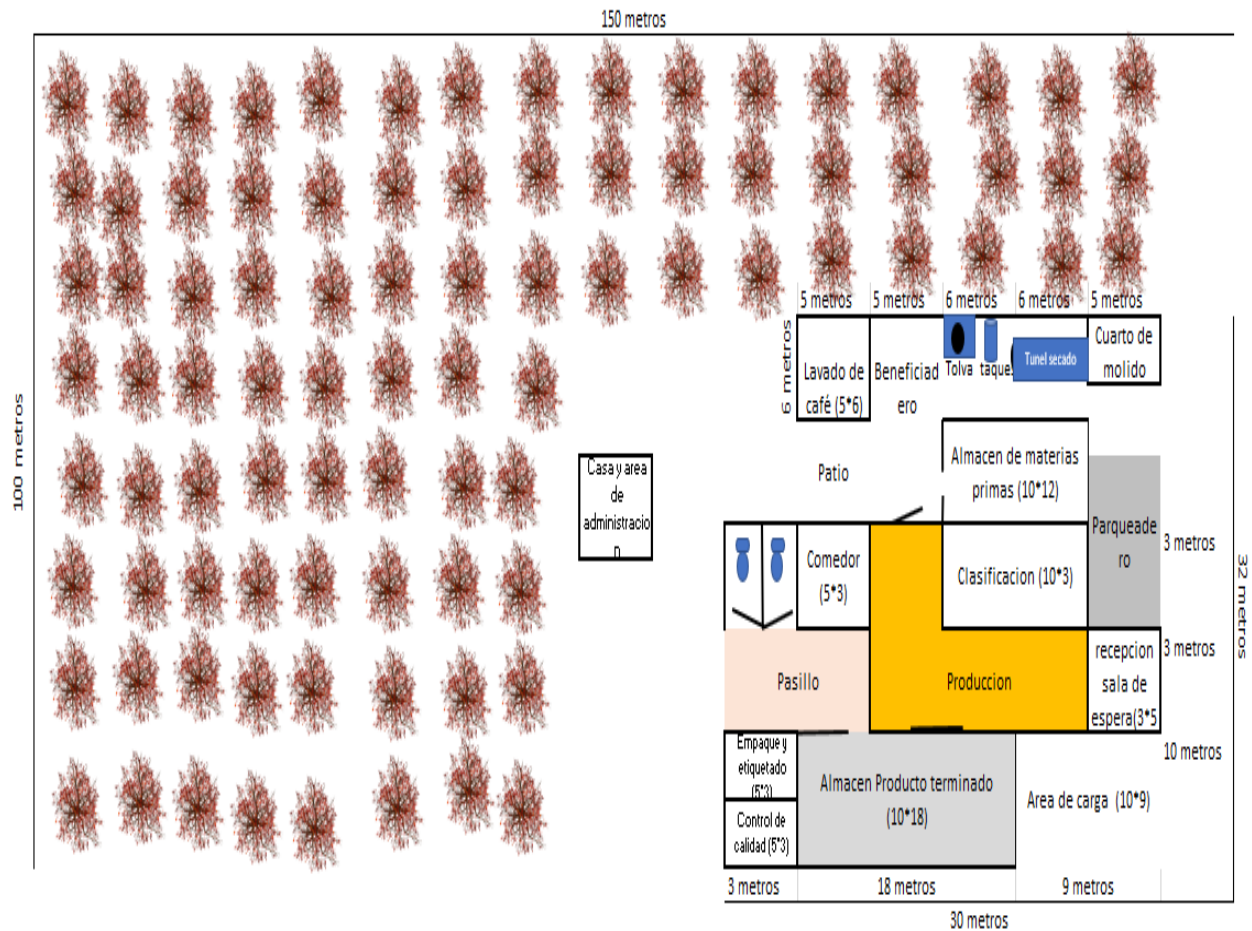 150 metros
100 metros
5 metros
5 metros
6 metros
6 metros
5 metros
6 metros
Lavado de
café (5*6)
Beneficiad
ero
Tolva
taques
Tunel secado
Cuarto de
molido
Patio
Almacen de materias
primas (10*12)
Parqueade
ro
3 metros
32 metros
Casa y area
de
administracio
n
Comedor
(5*3)
Clasificacion (10*3)
Pasillo
Produccion
recepcion
sala de
espera(3*5
3 metros
10 metros
Empaque y
etiquetado
(5*3)
Control de
calidad (5*3)
Almacen Producto terminado
(10*18)
Area de carga (10*9)
3 metros
18 metros
9 metros
30 metros